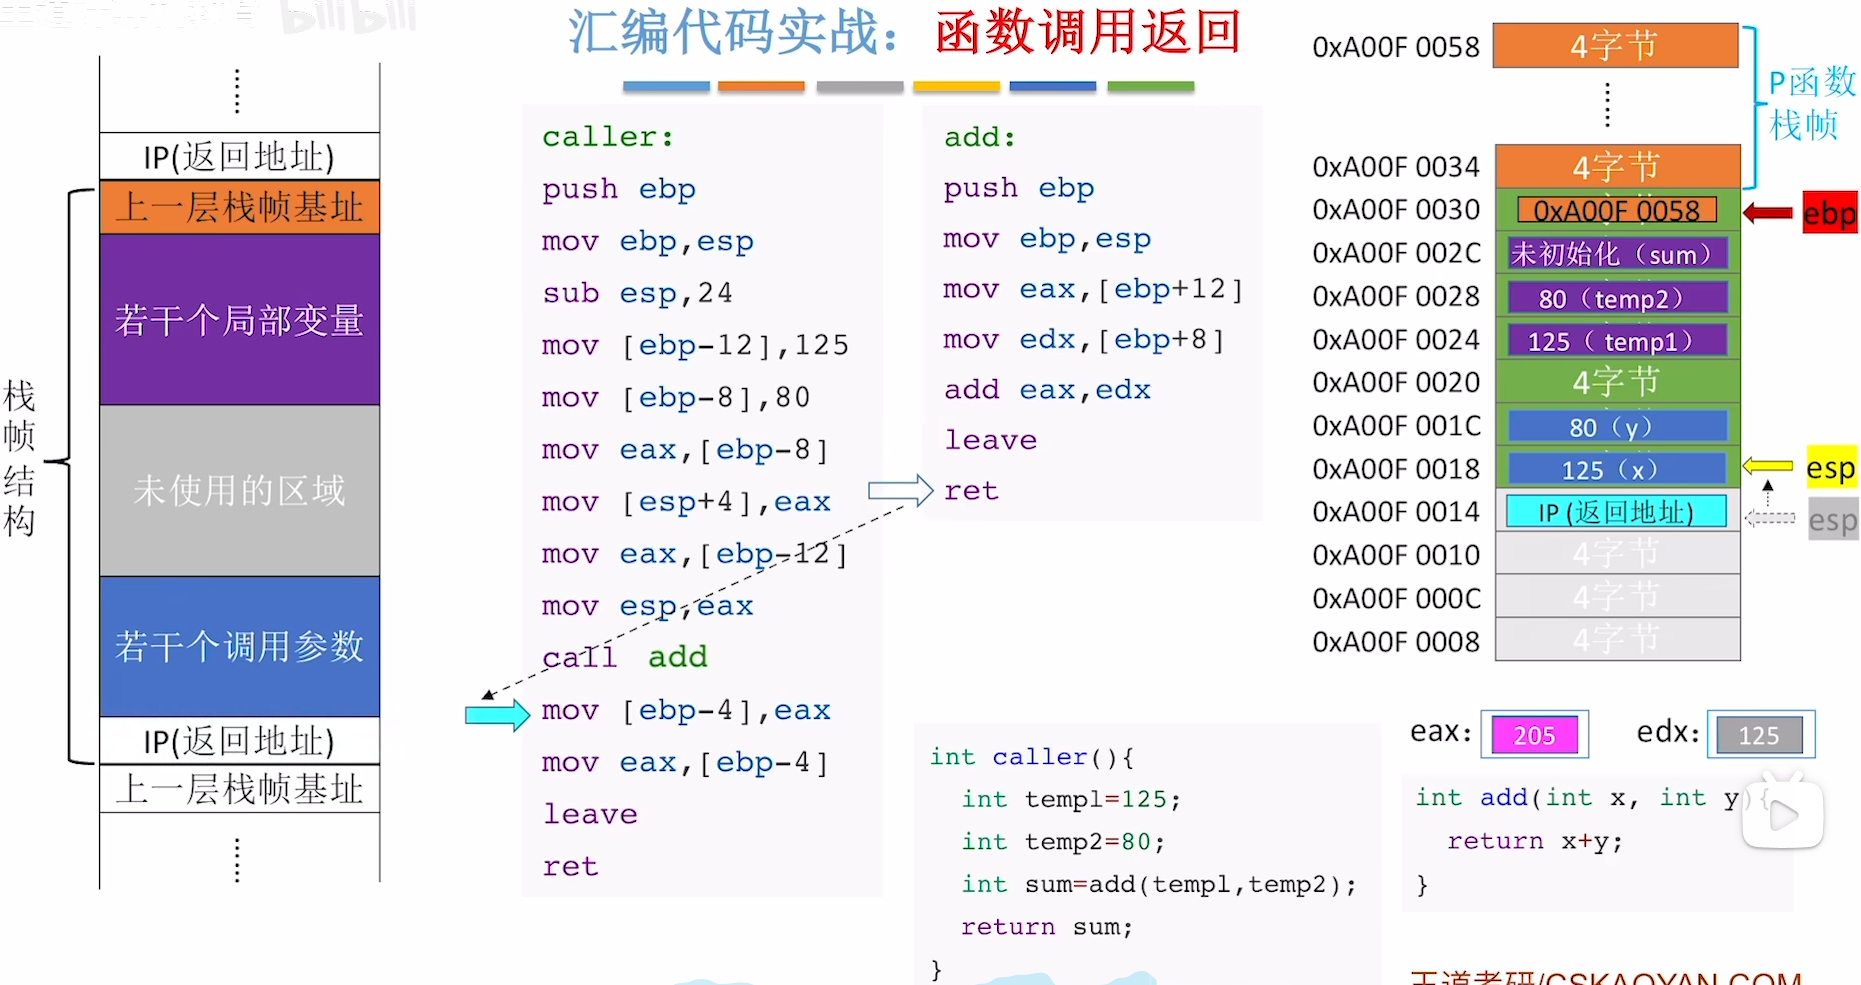 bilibili
汇编代码实战：函数调用返回
IP(返回地址)
上一层栈帧基址
若干个局部变量
未使用的区域
若干个调用参数
IP(返回地址)
上一层栈帧基址
栈帧结构
caller:
push ebp
mov ebp,esp
sub esp,24
mov [ebp-12],125
mov [ebp-8],80
mov eax,[ebp-8]
mov [esp+4],eax
mov eax,[ebp-12]
mov esp,eax
call add
mov [ebp-4],eax
mov eax,[ebp-4]
leave
ret
add:
push ebp
mov ebp,esp
mov eax,[ebp+12]
mov edx,[ebp+8]
add eax,edx
leave
ret
int caller(){
int temp1=125;
int temp2=80;
int sum=add(temp1,temp2);
return sum;
}
0xA00F 0058 4字节
P函数
栈帧
0xA00F 0034 4字节
0xA00F 0030 0xA00F 0058 ebp
0xA00F 002C 未初始化（sum）
0xA00F 0028 80（temp2）
0xA00F 0024 125（ temp1）
0xA00F 0020 4字节
0xA00F 001C 80（y）
0xA00F 0018 125（x） esp
0xA00F 0014 IP (返回地址) esp
0xA00F 0010 4字节
0xA00F 000C 4字节
0xA00F 0008 4字节
eax: 205 edx: 125
int add(int x, int y){
return x+y;
}
王道考研/CSKAOYAN.COM